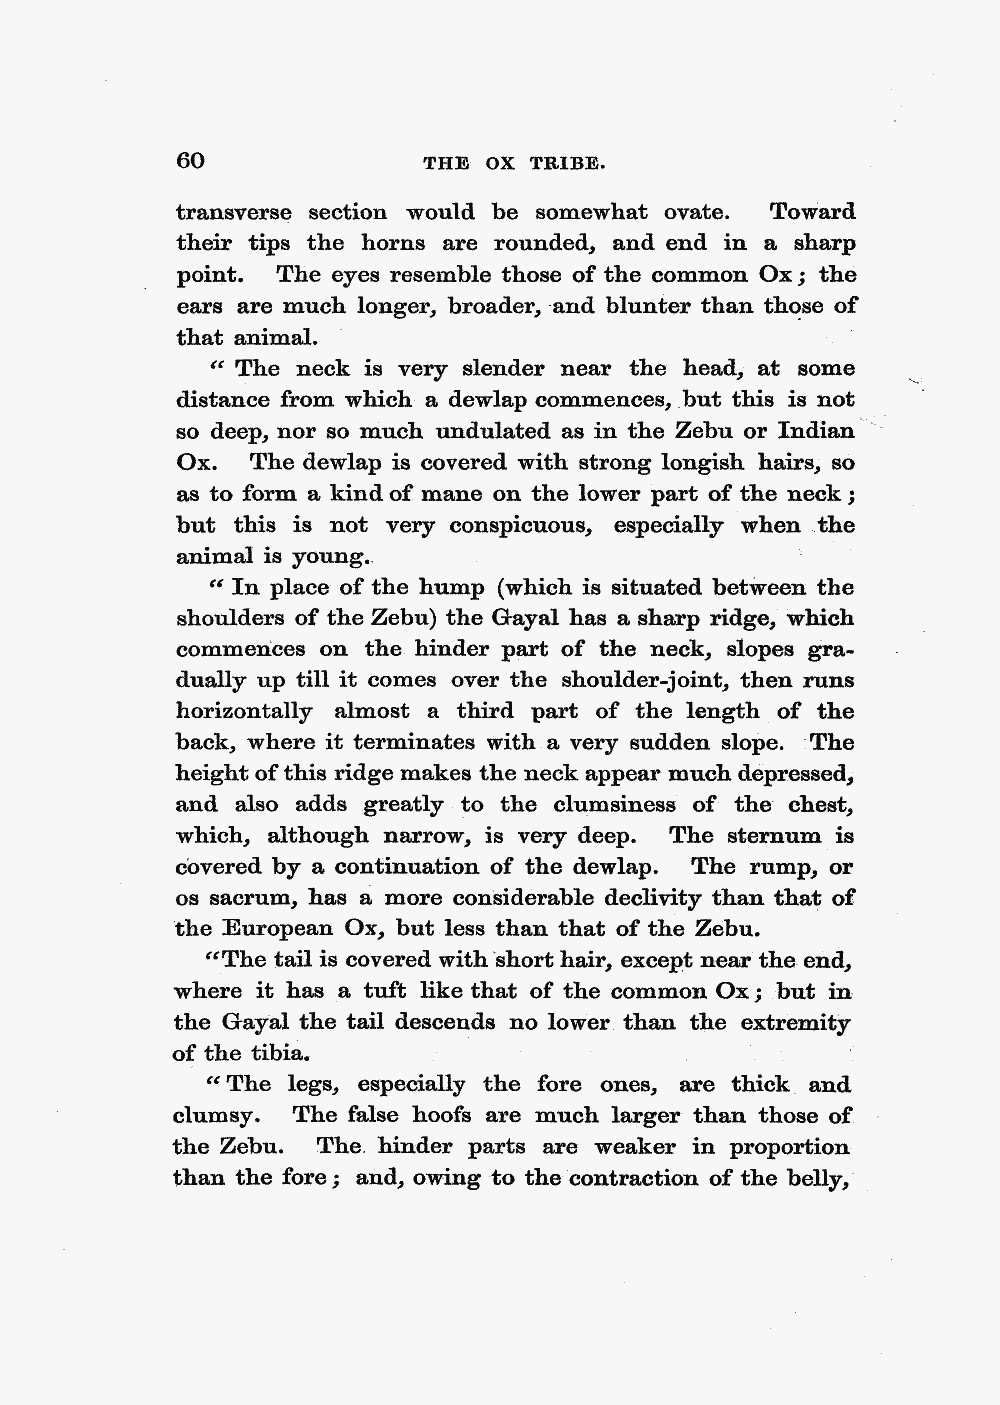 60 THE OX TRIBE.
transverse section would be somewhat ovate. Toward
their tips the horns are rounded, and end in a sharp
point. The eyes resemble those of the common Ox; the
ears are much longer, broader, and blunter than those of
that animal.
“ The neck is very slender near the head, at some
distance from which a dewlap commences, but this is not
so deep, nor so much undulated as in the Zebu or Indian
Ox. The dewlap is covered with strong longish hairs, so
as to form a kind of mane on the lower part of the neck ;
but this is not very conspicuous, especially when the
animal is young.
“ In place of the hump (which is situated between the
shoulders of the Zebu) the Gayal has a sharp ridge, which
commences on the hinder part of the neck, slopes gra-
dually up till it comes over the shoulder-joint, then runs
horizontally almost a third part of the length of the
back, where it terminates with a very sudden slope. The
height of this ridge makes the neck appear much depressed,
and also adds greatly to the clumsiness of the chest,
which, although narrow, is very deep. The sternum is
covered by a continuation of the dewlap. The rump, or
os sacrum, has a more considerable declivity than that of
the European Ox, but less than that of the Zebu.
“The tail is covered with short hair, except near the end,
where it has a tuft like that of the common Ox; but in
the Gayal the tail descends no lower than the extremity
of the tibia.
“ The legs, especially the fore ones, are thick and
clumsy. The false hoofs are much larger than those of
the Zebu. The hinder parts are weaker in proportion
than the fore; and, owing to the contraction of the belly,